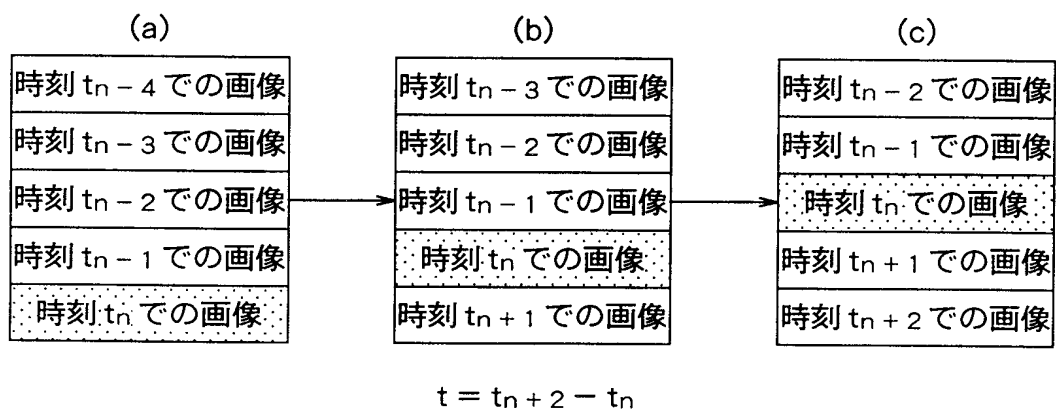 (a)
時刻 tn－4 での画像
時刻 tn－3 での画像
時刻 tn－2 での画像
時刻 tn－1 での画像
時刻 tn での画像
(b)
時刻 tn－3 での画像
時刻 tn－2 での画像
時刻 tn－1 での画像
時刻 tn での画像
時刻 tn＋1 での画像
(c)
時刻 tn－2 での画像
時刻 tn－1 での画像
時刻 tn での画像
時刻 tn＋1 での画像
時刻 tn＋2 での画像
t＝tn＋2－tn